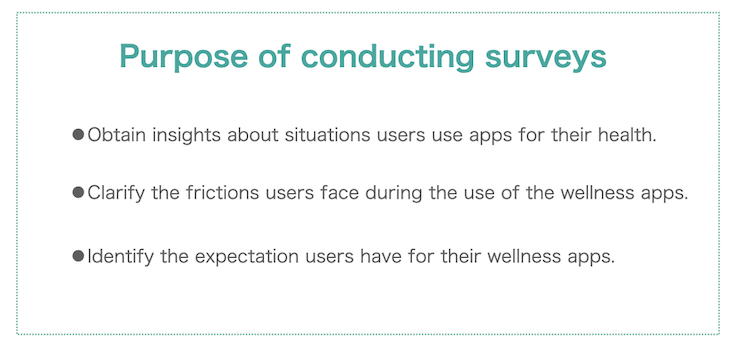 Purpose of conducting surveys
●Obtain insights about situations users use apps for their health.
●Clarify the frictions users face during the use of the wellness apps.
●Identify the expectation users have for their wellness apps.